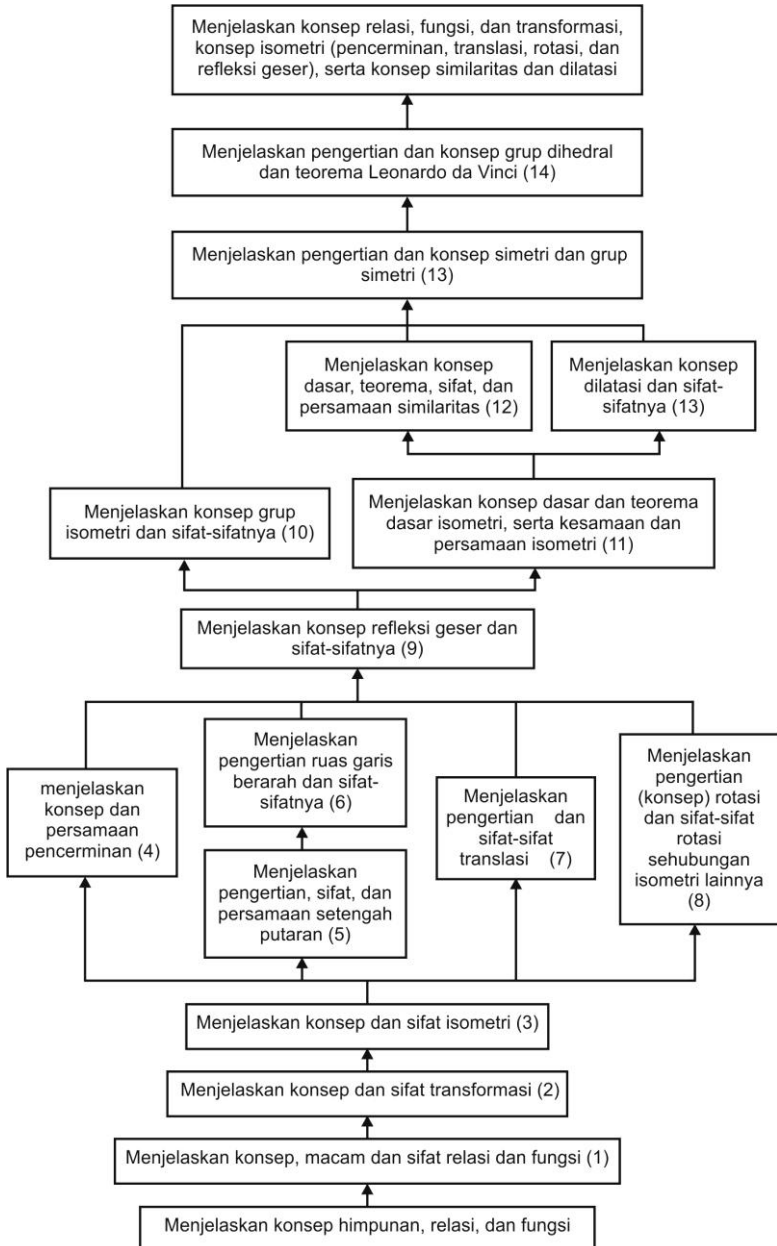 Menjelaskan konsep relasi, fungsi, dan transformasi,
konsep isometri (pencerminan, translasi, rotasi, dan
refleksi geser), serta konsep similaritas dan dilatasi
Menjelaskan pengertian dan konsep grup dihedral
dan teorema Leonardo da Vinci (14)
Menjelaskan pengertian dan konsep simetri dan grup
simetri (13)
Menjelaskan konsep
dasar, teorema, sifat, dan
persamaan similaritas (12)
Menjelaskan konsep
dilatasi dan sifat-
sifatnya (13)
Menjelaskan konsep grup
isometri dan sifat-sifatnya (10)
Menjelaskan konsep dasar dan teorema
dasar isometri, serta kesamaan dan
persamaan isometri (11)
Menjelaskan konsep refleksi geser dan
sifat-sifatnya (9)
menjelaskan
konsep dan
persamaan
pencerminan (4)
Menjelaskan
pengertian ruas garis
berarah dan sifat-
sifatnya (6)
Menjelaskan
pengertian, sifat, dan
persamaan setengah
putaran (5)
Menjelaskan
pengertian dan
sifat-sifat
translasi (7)
Menjelaskan
pengertian
(konsep) rotasi
dan sifat-sifat
rotasi
sehubungan
isometri lainnya
(8)
Menjelaskan konsep dan sifat isometri (3)
Menjelaskan konsep dan sifat transformasi (2)
Menjelaskan konsep, macam dan sifat relasi dan fungsi (1)
Menjelaskan konsep himpunan, relasi, dan fungsi